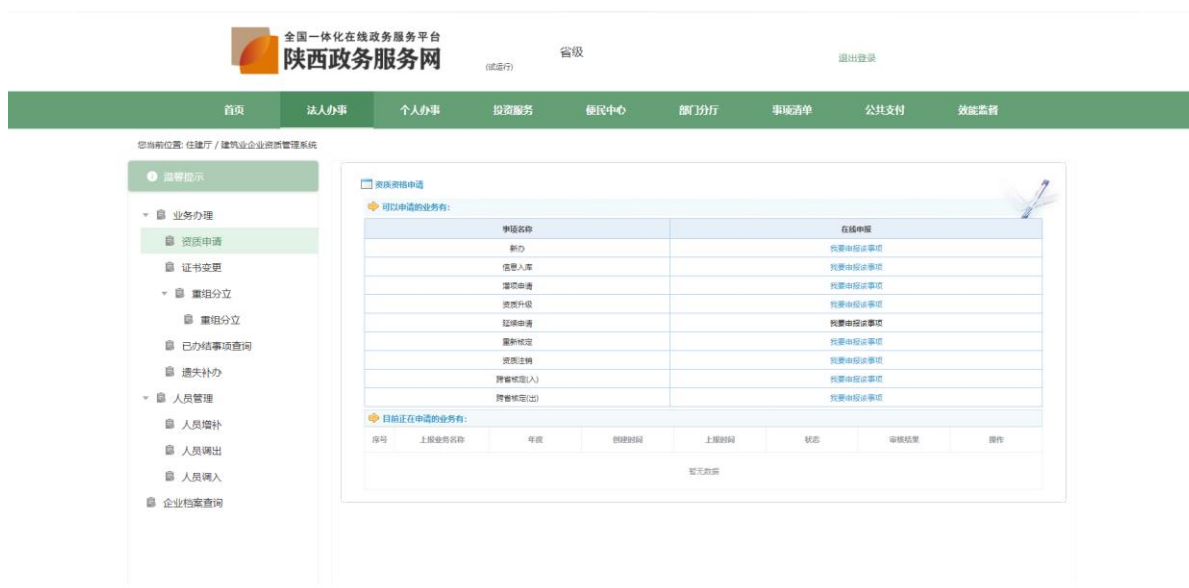 全国一体化在线政务服务平台
陕西政务服务网
(试运行)
省级
退出登录
首页 法人办事 个人办事 投资服务 便民中心 部门分厅 事项清单 公共支付 效能监督
您当前位置: 住建厅 / 建筑业企业资质管理系统
温馨提示
业务办理
资质申请
证书变更
重组分立
重组分立
已办结事项查询
遗失补办
人员管理
人员增补
人员调出
人员调入
企业档案查询
资质资格申请
可以申请的业务有:
事项名称 在线申报
新办 我要申报该事项
信息入库 我要申报该事项
增项申请 我要申报该事项
资质升级 我要申报该事项
延续申请 我要申报该事项
重新核定 我要申报该事项
资质注销 我要申报该事项
跨省核定(入) 我要申报该事项
跨省核定(出) 我要申报该事项
目前正在申请的业务有:
序号 上报业务名称 年度 创建时间 上报时间 状态 审核结果 操作
暂无数据